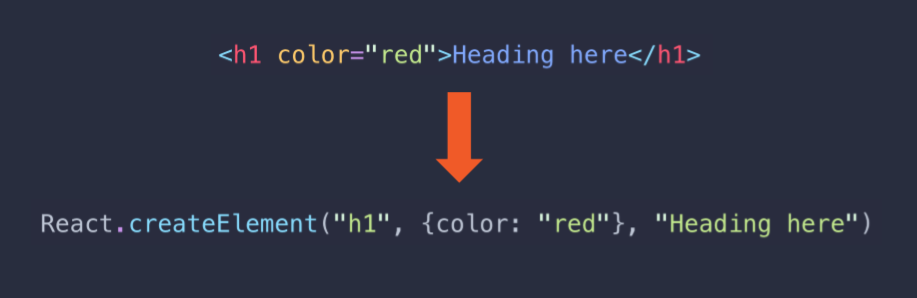 <h1 color="red">Heading here</h1>
React.createElement("h1", {color: "red"}, "Heading here")